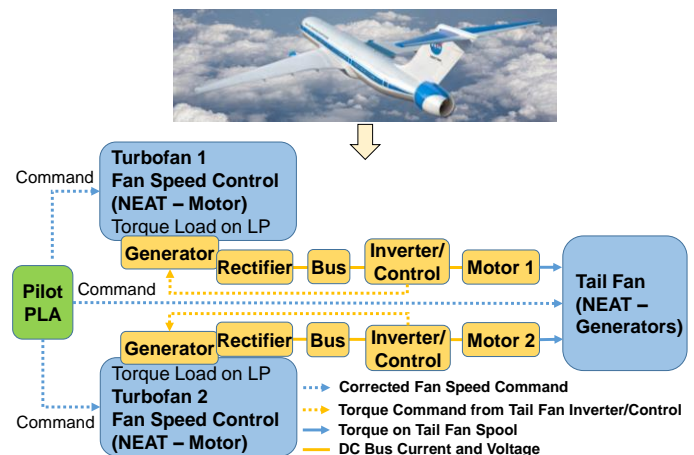 Turbofan 1
Fan Speed Control
(NEAT – Motor)
Torque Load on LP
Command
Generator
Rectifier
Bus
Inverter/
Control
Motor 1
Pilot
PLA
Command
Tail Fan
(NEAT –
Generators)
Generator
Rectifier
Bus
Inverter/
Control
Motor 2
Torque Load on LP
Turbofan 2
Fan Speed Control
(NEAT – Motor)
Command
Corrected Fan Speed Command
Torque Command from Tail Fan Inverter/Control
Torque on Tail Fan Spool
DC Bus Current and Voltage